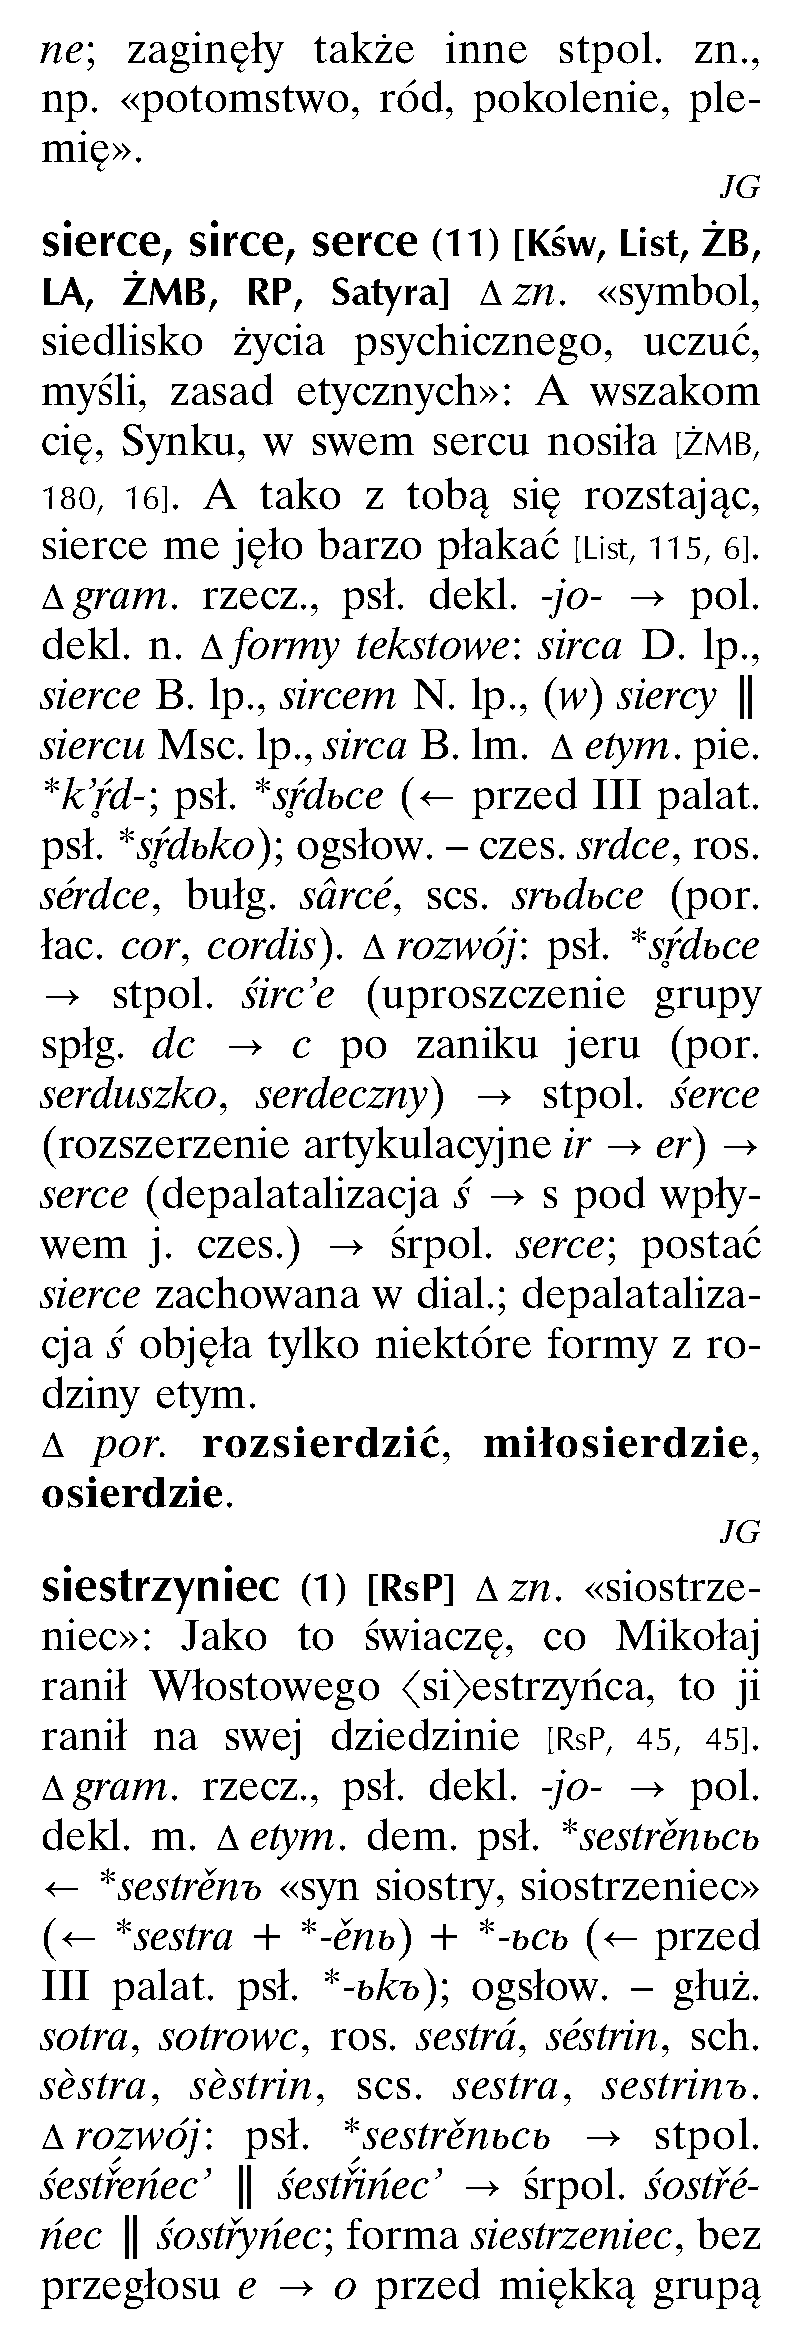 ne; zaginęły także inne stpol. zn.,
np. «potomstwo, ród, pokolenie, ple-
mię».
JG
sierce, sirce, serce (11) [Kśw, List, ŻB,
LA, ŻMB, RP, Satyra] Δ zn. «symbol,
siedlisko życia psychicznego, uczuć,
myśli, zasad etycznych»: A wszakom
cię, Synku, w swem sercu nosiła [ŻMB,
180, 16]. A tako z tobą się rozstając,
sierce me jęło barzo płakać [List, 115, 6].
Δ gram. rzecz., psł. dekl. -jo- → pol.
dekl. n. Δ formy tekstowe: sirca D. lp.,
sierce B. lp., sircem N. lp., (w) siercy ǁ
siercu Msc. lp., sirca B. lm. Δ etym. pie.
*k’ŕ̥d-; psł. *sŕ̥dьce (← przed III palat.
psł. *sŕ̥dьko); ogsłow. – czes. srdce, ros.
sérdce, bułg. sârcé, scs. srъdьce (por.
łac. cor, cordis). Δ rozwój: psł. *sŕ̥dьce
→ stpol. śirc’e (uproszczenie grupy
spłg. dc → c po zaniku jeru (por.
serduszko, serdeczny) → stpol. śerce
(rozszerzenie artykulacyjne ir → er) →
serce (depalatalizacja ś → s pod wpły-
wem j. czes.) → śrpol. serce; postać
sierce zachowana w dial.; depalataliza-
cja ś objęła tylko niektóre formy z ro-
dziny etym.
Δ por. rozsierdzić, miłosierdzie,
osierdzie.
JG
siestrzyniec (1) [RsP] Δ zn. «siostrze-
niec»: Jako to świaczę, co Mikołaj
ranił Włostowego 〈si〉estrzyńca, to ji
ranił na swej dziedzinie [RsP, 45, 45].
Δ gram. rzecz., psł. dekl. -jo- → pol.
dekl. m. Δ etym. dem. psł. *sestrěnьcь
← *sestrěnъ «syn siostry, siostrzeniec»
(← *sestra + *-ěnь) + *-ьcь (← przed
III palat. psł. *-ьkъ); ogsłow. – głuż.
sotra, sotrowc, ros. sestrá, séstrin, sch.
sèstra, sèstrin, scs. sestra, sestrinъ.
Δ rozwój: psł. *sestrěnьcь → stpol.
śestř́eńec’ ǁ śestř́ińec’ → śrpol. śostřé-
ńec ǁ śostřyńec; forma siestrzeniec, bez
przegłosu e → o przed miękką grupą